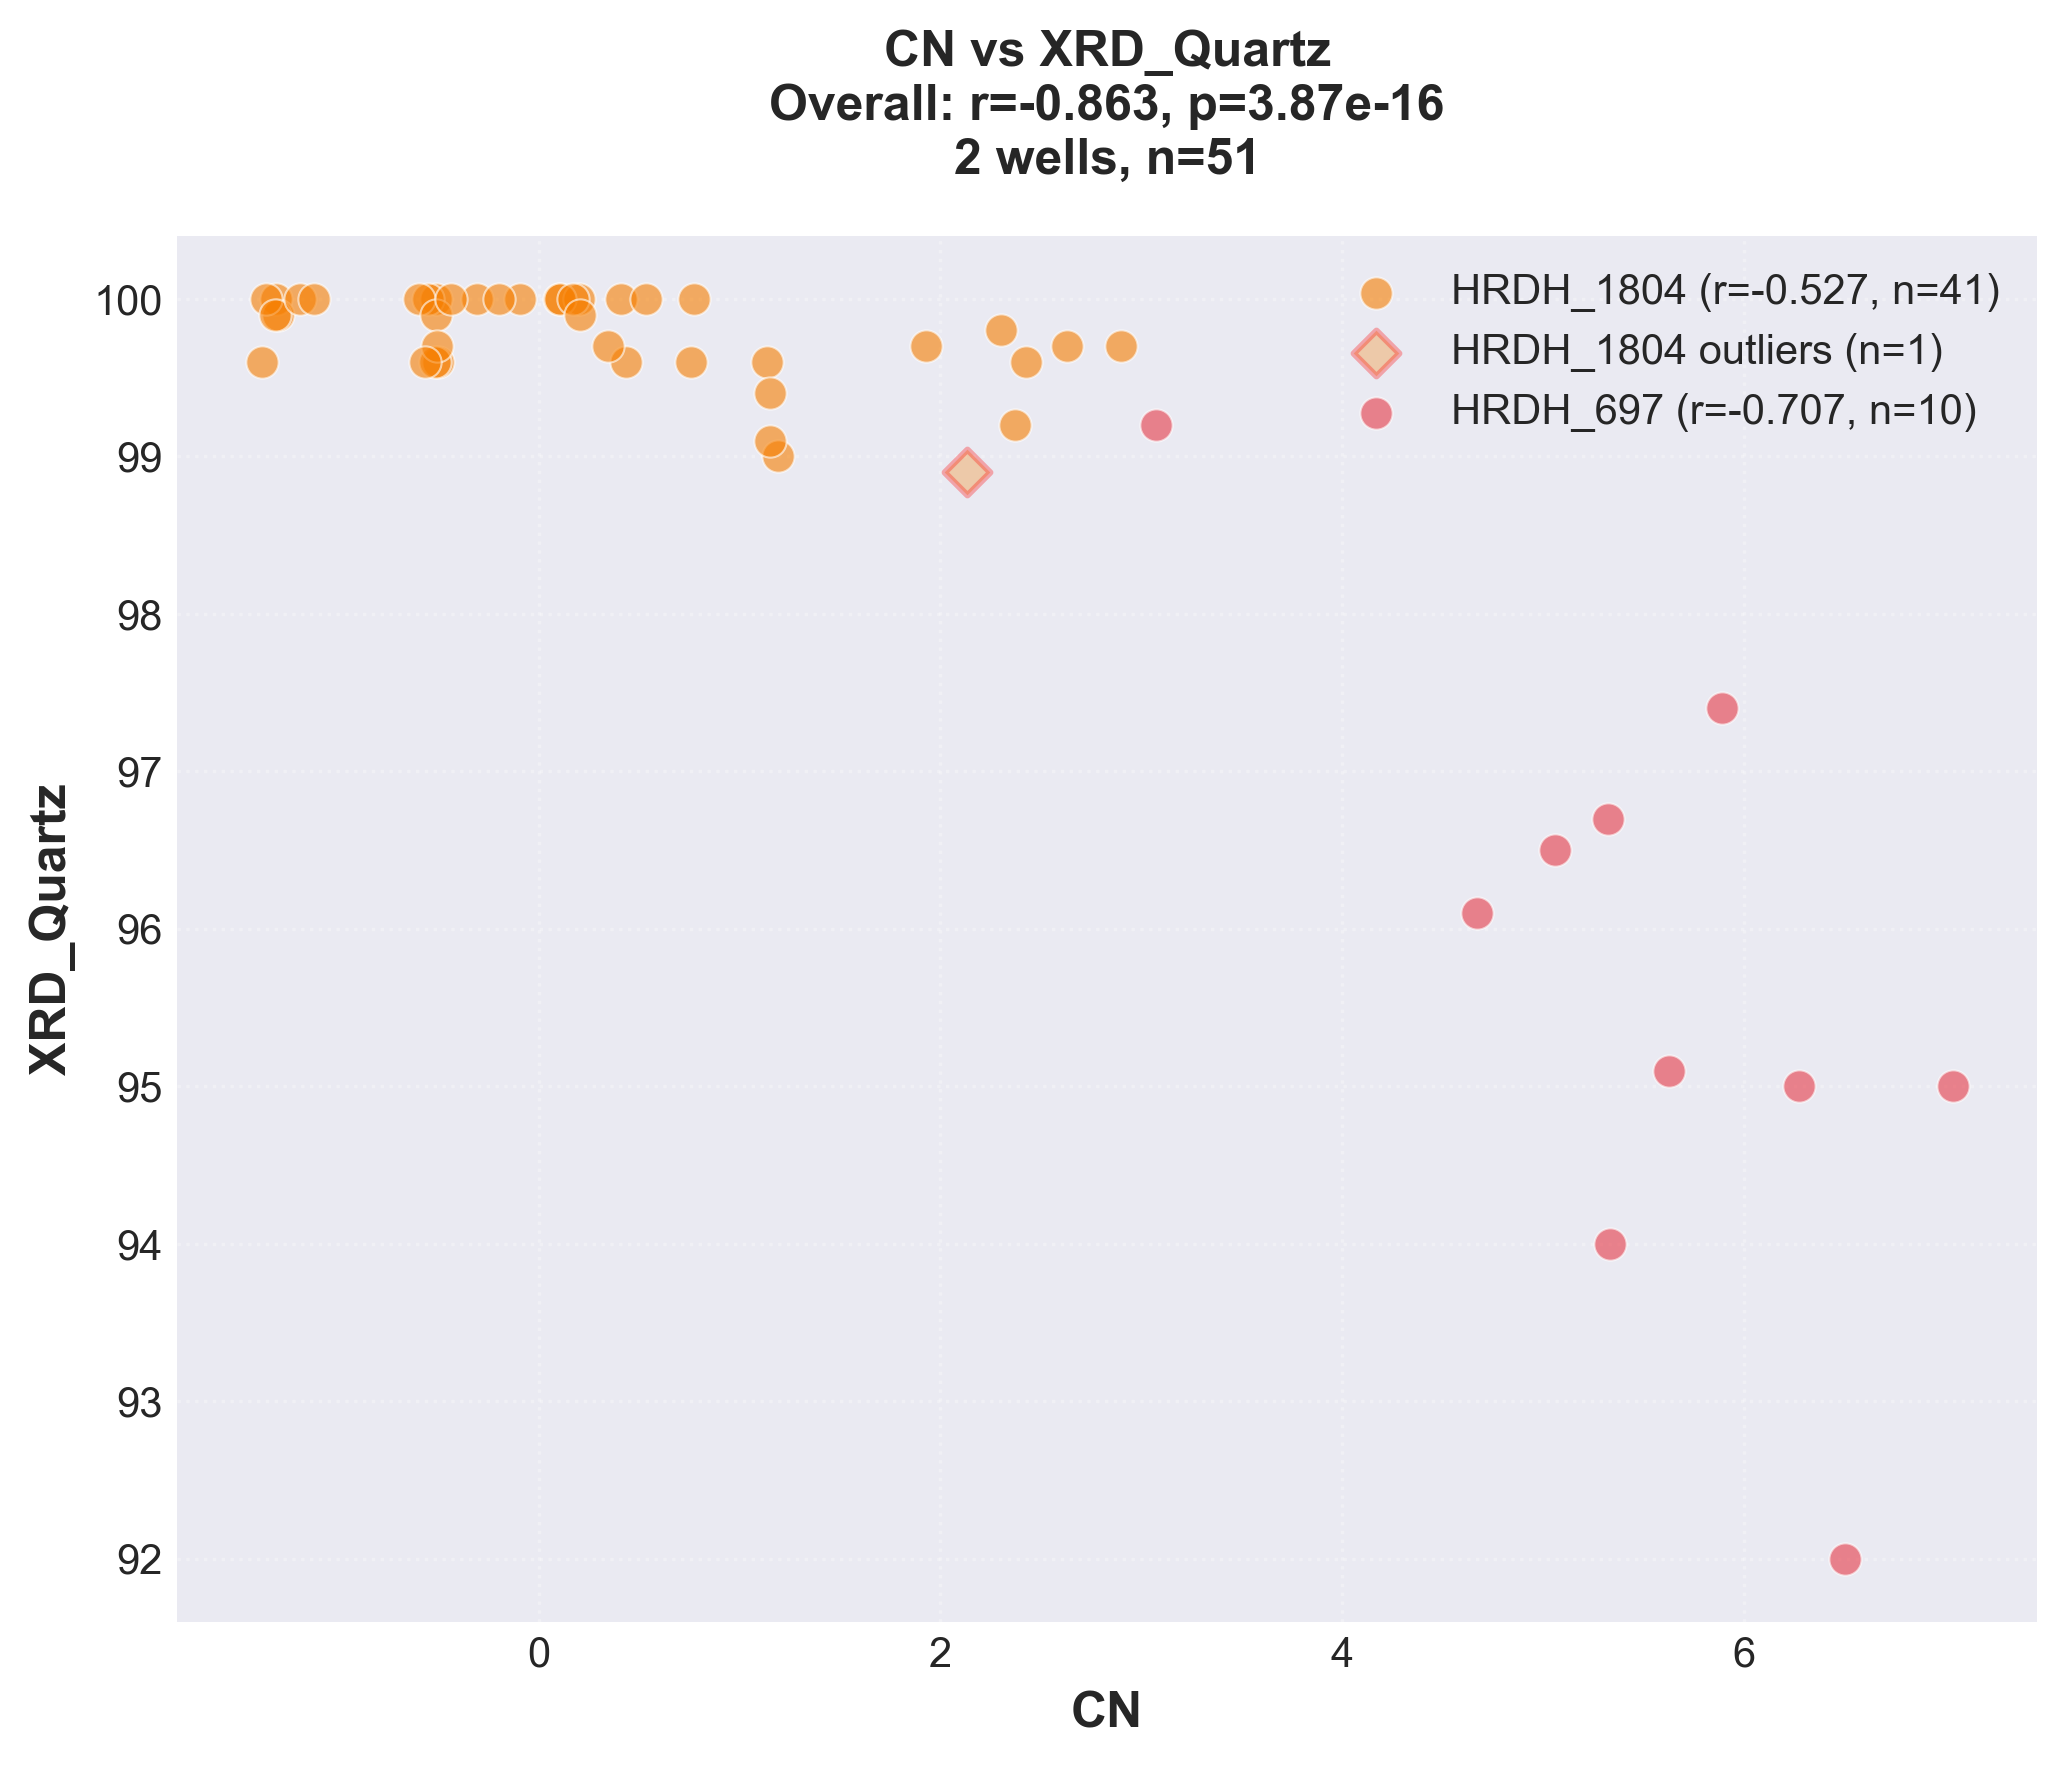 CN vs XRD_Quartz
Overall: r=-0.863, p=3.87e-16
2 wells, n=51
HRDH_1804 (r=-0.527, n=41)
HRDH_1804 outliers (n=1)
HRDH_697 (r=-0.707, n=10)
XRD_Quartz
100
99
98
97
96
95
94
93
92
0 2 4 6
CN